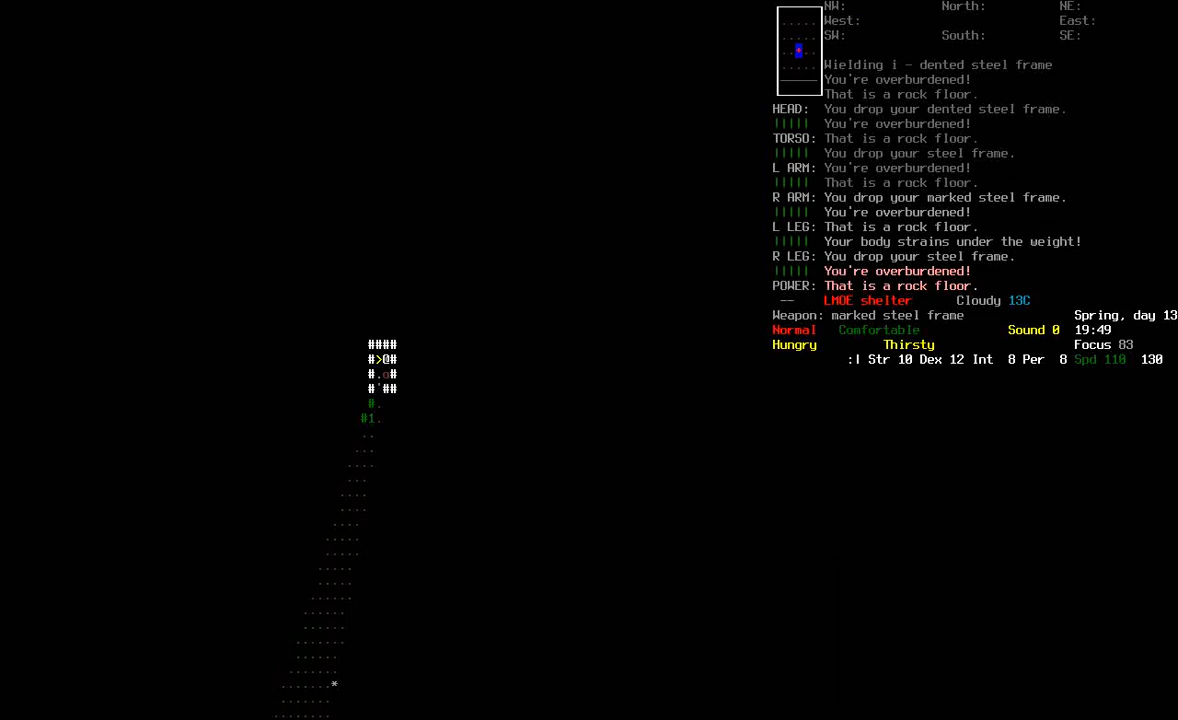 NW: North: NE:
West: East:
SW: South: SE:
Wielding i - dented steel frame
You're overburdened!
That is a rock floor.
HEAD: You drop your dented steel frame.
||||| You're overburdened!
TORSO: That is a rock floor.
||||| You drop your steel frame.
L ARM: You're overburdened!
||||| That is a rock floor.
R ARM: You drop your marked steel frame.
||||| You're overburdened!
L LEG: That is a rock floor.
||||| Your body strains under the weight!
R LEG: You drop your steel frame.
||||| You're overburdened!
POWER: That is a rock floor.
-- LMOE shelter Cloudy 13C
Weapon: marked steel frame Spring, day 13
Normal Comfortable Sound 0 19:49
Hungry Thirsty Focus 83
:| Str 10 Dex 12 Int 8 Per 8 Spd 110 130
####
#>@#
#.o#
#'##
#.
#1.
..
...
....
...
....
....
....
.....
.....
.....
.....
......
......
......
.......
......
.......
.......*
.......
........